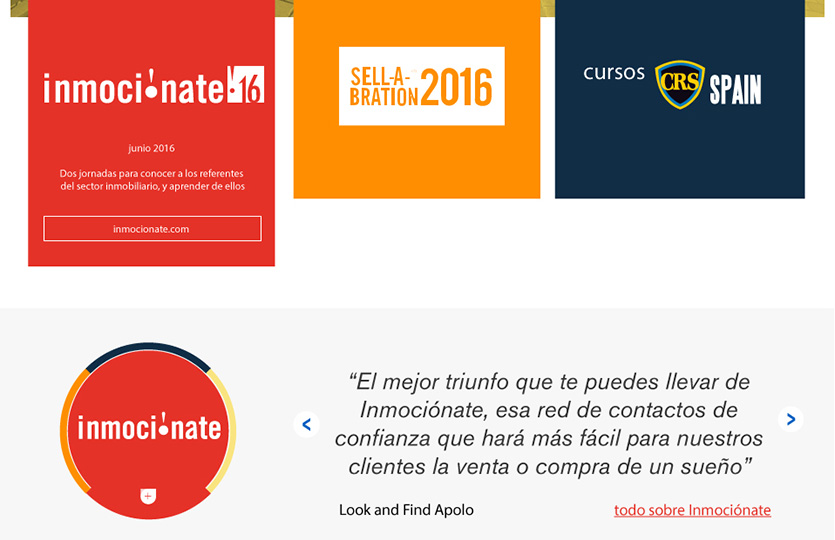 inmoci!nate !16
junio 2016
Dos jornadas para conocer a los referentes
del sector inmobiliario, y aprender de ellos
inmocionate.com
SELL-A-
BRATION 2016
cursos CRS SPAIN
inmoci!nate
“El mejor triunfo que te puedes llevar de
Inmociónate, esa red de contactos de
confianza que hará más fácil para nuestros
clientes la venta o compra de un sueño”
Look and Find Apolo
todo sobre Inmociónate